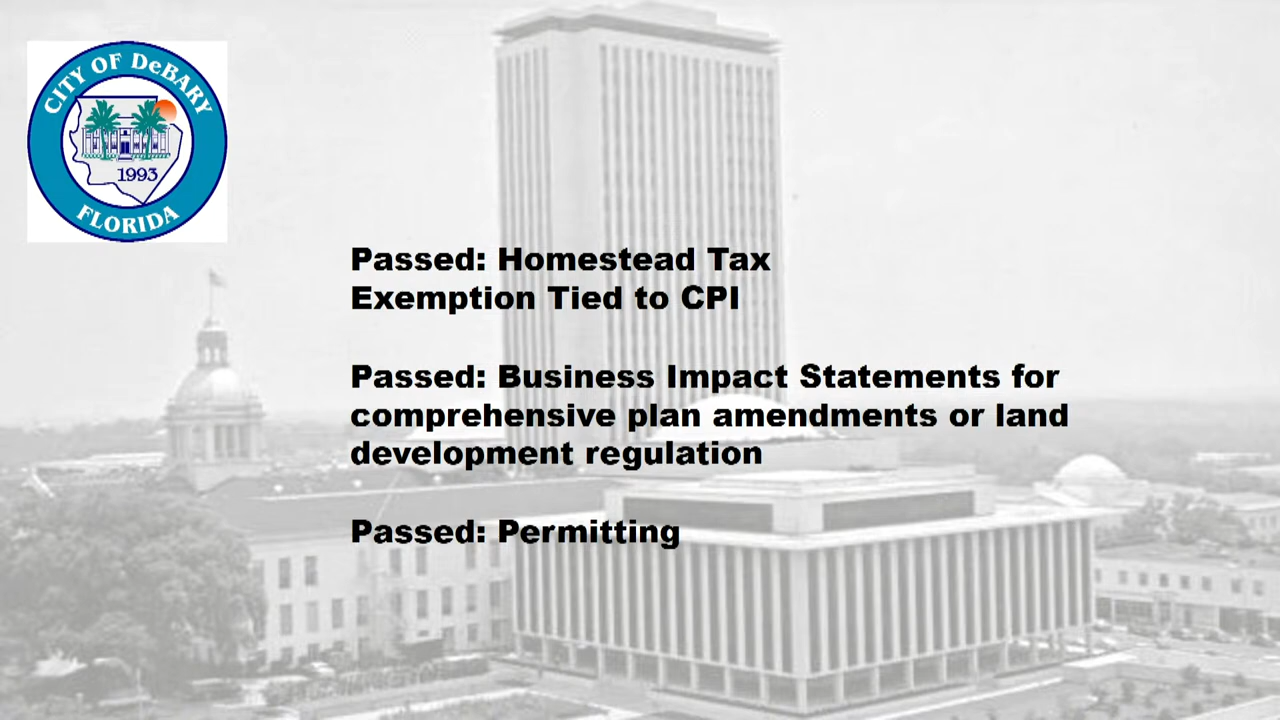 CITY OF DeBARY
1993
FLORIDA
Passed: Homestead Tax
Exemption Tied to CPI
Passed: Business Impact Statements for
comprehensive plan amendments or land
development regulation
Passed: Permitting